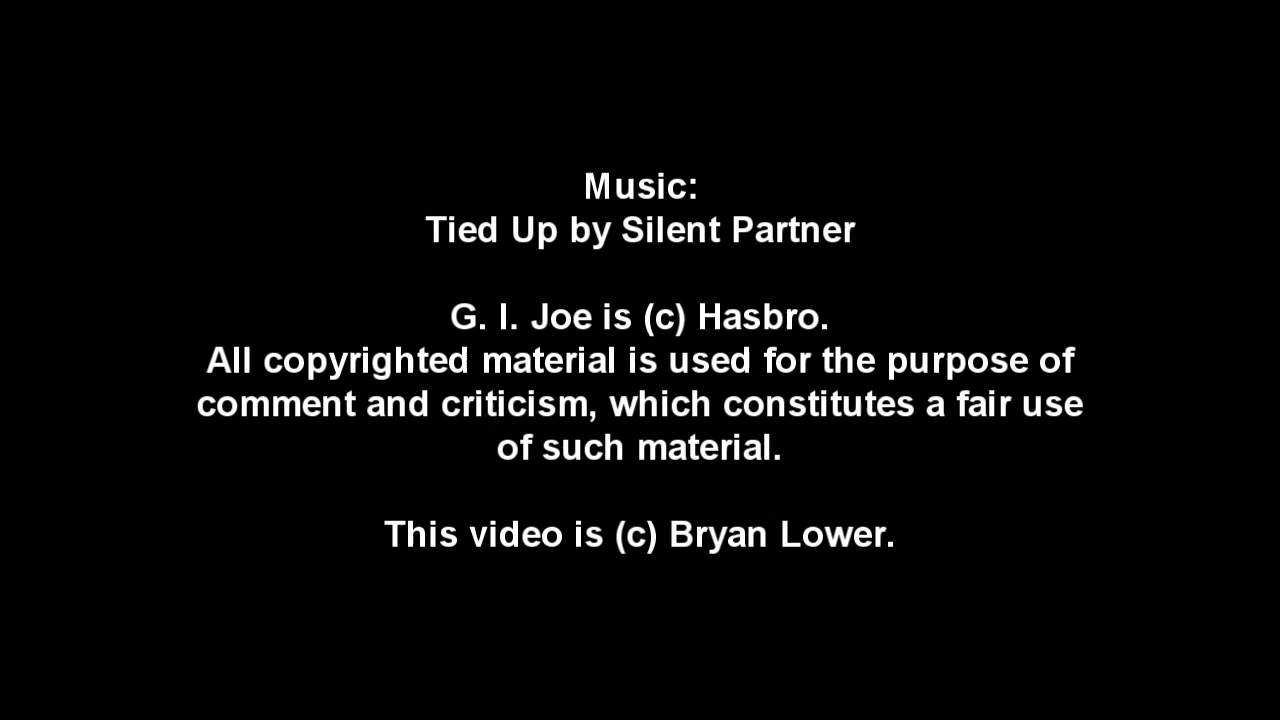 Music:
Tied Up by Silent Partner
G. I. Joe is (c) Hasbro.
All copyrighted material is used for the purpose of
comment and criticism, which constitutes a fair use
of such material.
This video is (c) Bryan Lower.